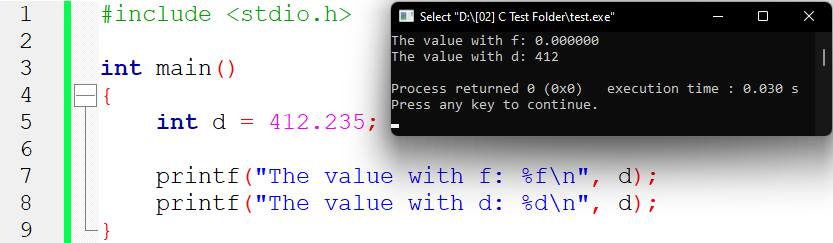 1 #include <stdio.h>
2
3 int main()
4 {
5 int d = 412.235;
6
7 printf("The value with f: %f\n", d);
8 printf("The value with d: %d\n", d);
9 }
Select "D:\[02] C Test Folder\test.exe"
The value with f: 0.000000
The value with d: 412
Process returned 0 (0x0) execution time : 0.030 s
Press any key to continue.